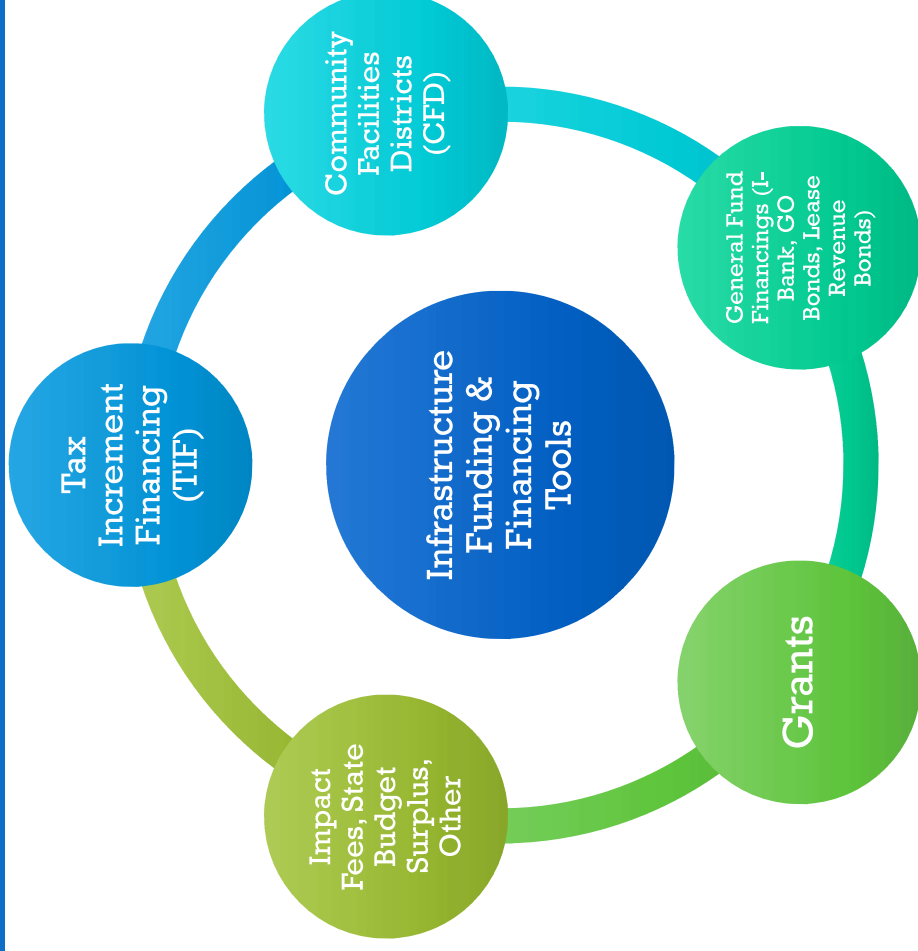 Infrastructure
Funding &
Financing
Tools
Tax
Increment
Financing
(TIF)
Community
Facilities
Districts
(CFD)
General Fund
Financings (I-
Bank, GO
Bonds, Lease
Revenue
Bonds)
Grants
Impact
Fees, State
Budget
Surplus,
Other